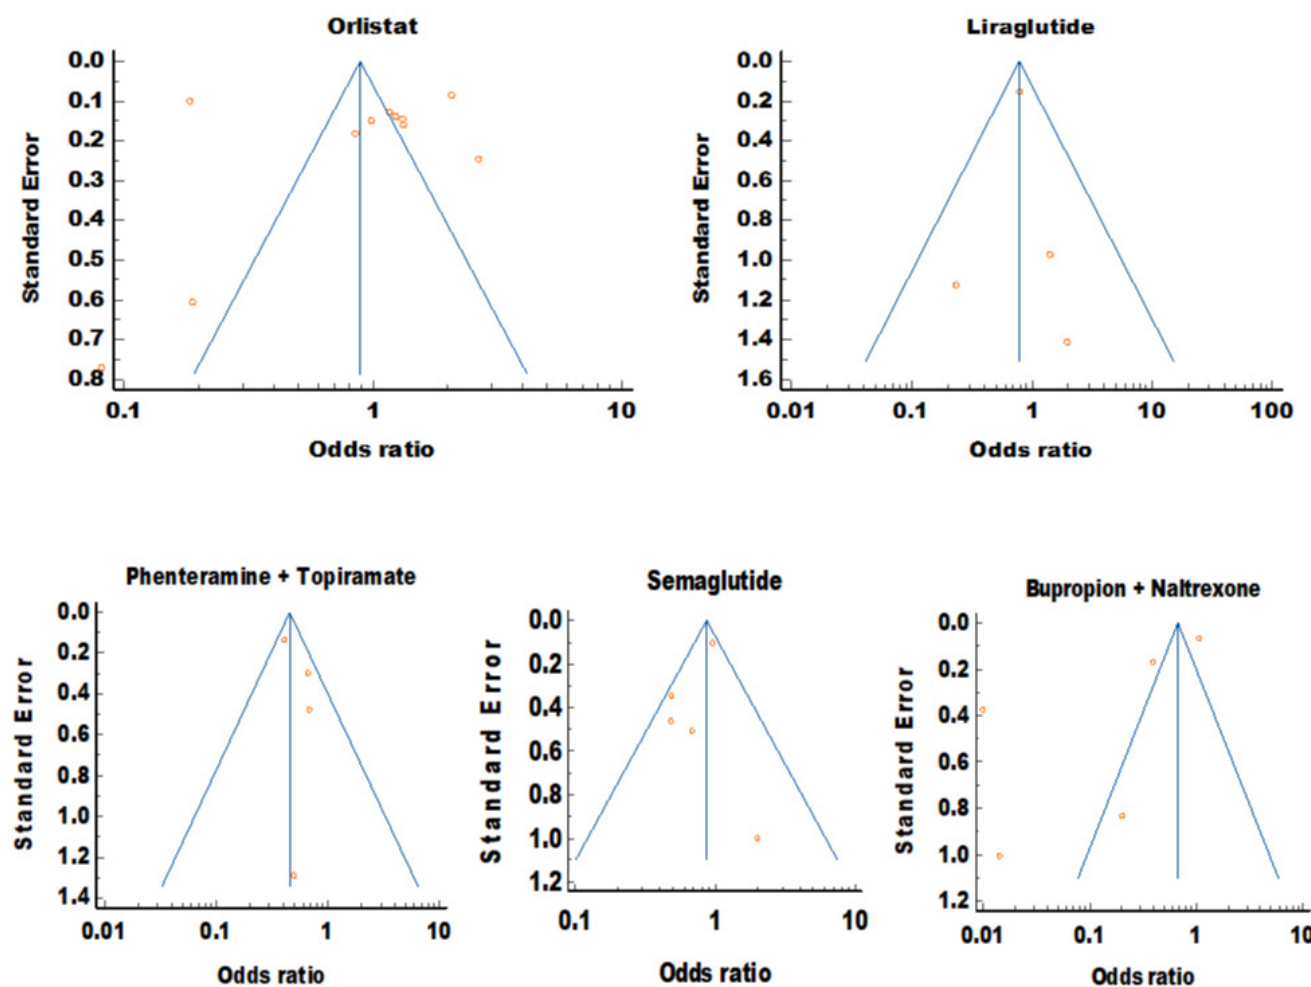 Orlistat
Standard Error
0.0
0.1
0.2
0.3
0.4
0.5
0.6
0.7
0.8
0.1 1 10
Odds ratio
Liraglutide
Standard Error
0.0
0.2
0.4
0.6
0.8
1.0
1.2
1.4
1.6
0.01 0.1 1 10 100
Odds ratio
Phenteramine + Topiramate
Standard Error
0.0
0.2
0.4
0.6
0.8
1.0
1.2
1.4
0.01 0.1 1 10
Odds ratio
Semaglutide
Standard Error
0.0
0.2
0.4
0.6
0.8
1.0
1.2
0.1 1 10
Odds ratio
Bupropion + Naltrexone
Standard Error
0.0
0.2
0.4
0.6
0.8
1.0
1.2
0.01 0.1 1 10
Odds ratio